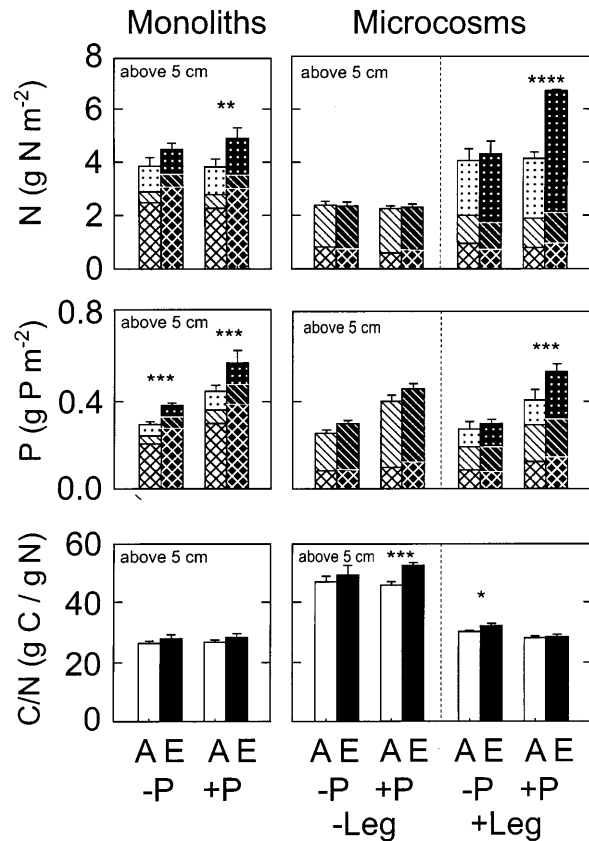 Monoliths Microcosms
N (g N m-2)
8
6
4
2
0
above 5 cm
**
above 5 cm
****
P (g P m-2)
0.8
0.4
0.0
above 5 cm
***
***
above 5 cm
***
C/N (g C / g N)
60
40
20
0
above 5 cm
above 5 cm
***
*
A E A E A E A E A E A E
-P +P -P +P -P +P
-Leg +Leg